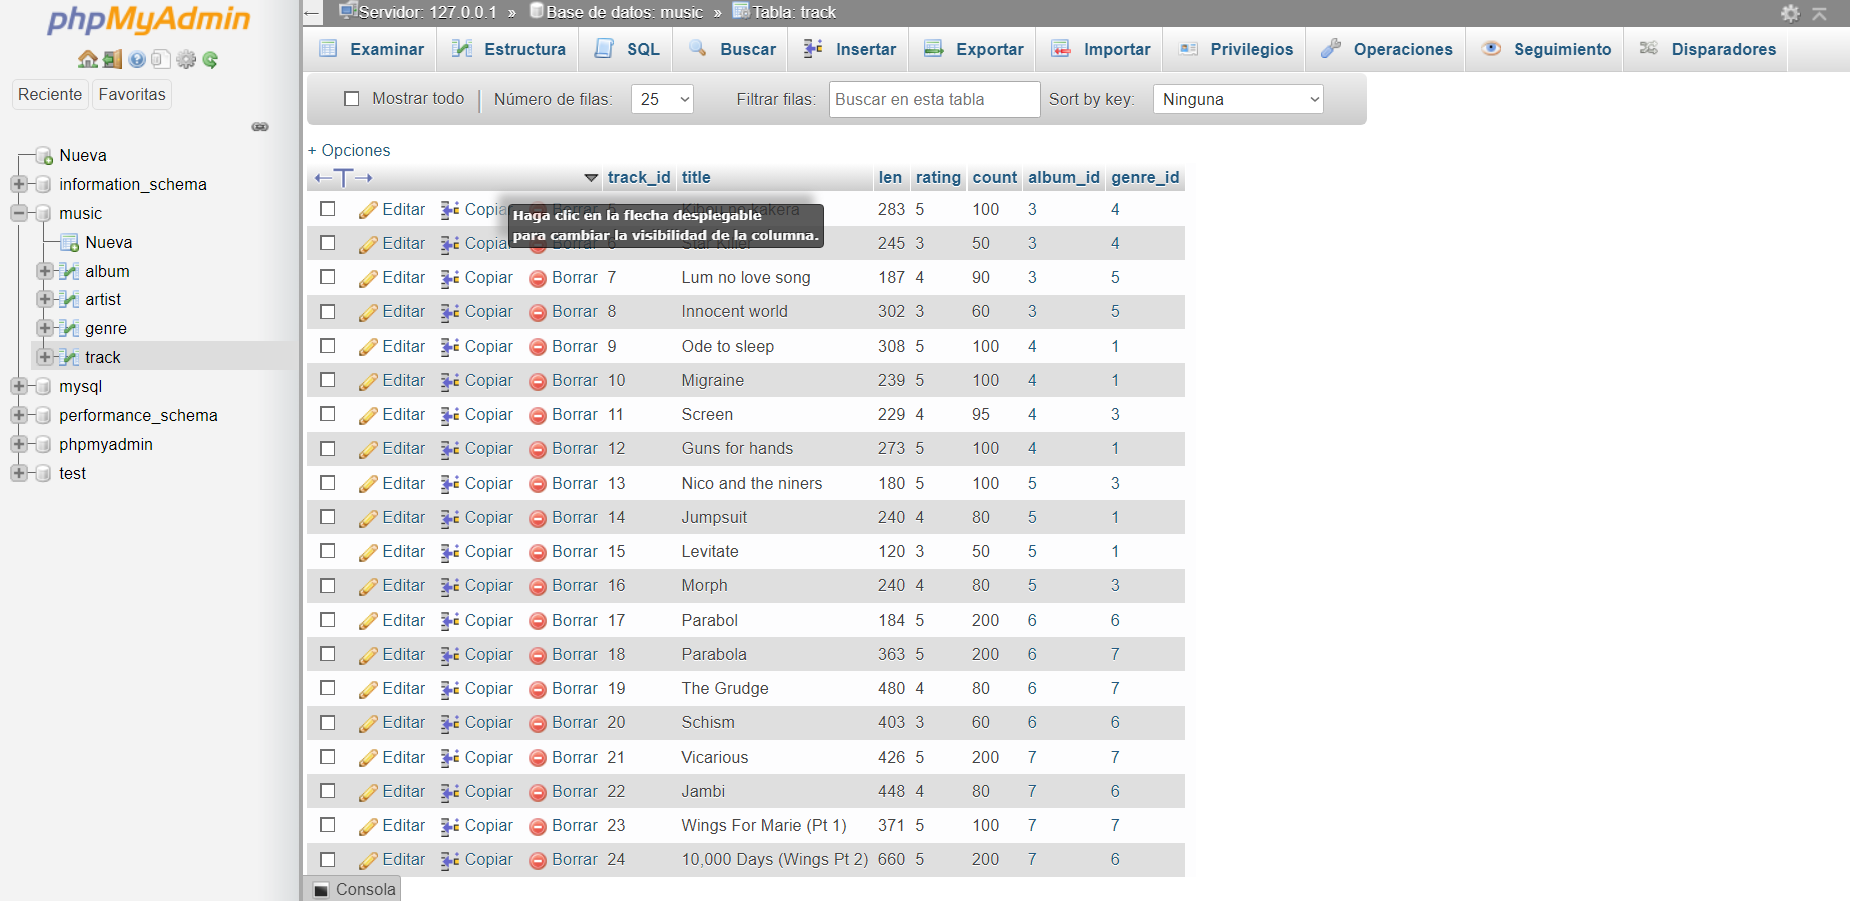 phpMyAdmin
Reciente Favoritas
Nueva
information_schema
music
Nueva
album
artist
genre
track
mysql
performance_schema
phpmyadmin
test
Servidor: 127.0.0.1 » Base de datos: music » Tabla: track
Examinar Estructura SQL Buscar Insertar Exportar Importar Privilegios Operaciones Seguimiento Disparadores
Mostrar todo Número de filas: 25 Filtrar filas: Buscar en esta tabla Sort by key: Ninguna
+ Opciones
←T→ track_id title len rating count album_id genre_id
Editar Copiar 283 5 100 3 4
Haga clic en la flecha desplegable
para cambiar la visibilidad de la columna.
Editar Copiar 245 3 50 3 4
Editar Copiar Borrar 7 Lum no love song 187 4 90 3 5
Editar Copiar Borrar 8 Innocent world 302 3 60 3 5
Editar Copiar Borrar 9 Ode to sleep 308 5 100 4 1
Editar Copiar Borrar 10 Migraine 239 5 100 4 1
Editar Copiar Borrar 11 Screen 229 4 95 4 3
Editar Copiar Borrar 12 Guns for hands 273 5 100 4 1
Editar Copiar Borrar 13 Nico and the niners 180 5 100 5 3
Editar Copiar Borrar 14 Jumpsuit 240 4 80 5 1
Editar Copiar Borrar 15 Levitate 120 3 50 5 1
Editar Copiar Borrar 16 Morph 240 4 80 5 3
Editar Copiar Borrar 17 Parabol 184 5 200 6 6
Editar Copiar Borrar 18 Parabola 363 5 200 6 7
Editar Copiar Borrar 19 The Grudge 480 4 80 6 7
Editar Copiar Borrar 20 Schism 403 3 60 6 6
Editar Copiar Borrar 21 Vicarious 426 5 200 7 7
Editar Copiar Borrar 22 Jambi 448 4 80 7 6
Editar Copiar Borrar 23 Wings For Marie (Pt 1) 371 5 100 7 7
Editar Copiar Borrar 24 10,000 Days (Wings Pt 2) 660 5 200 7 6
Consola